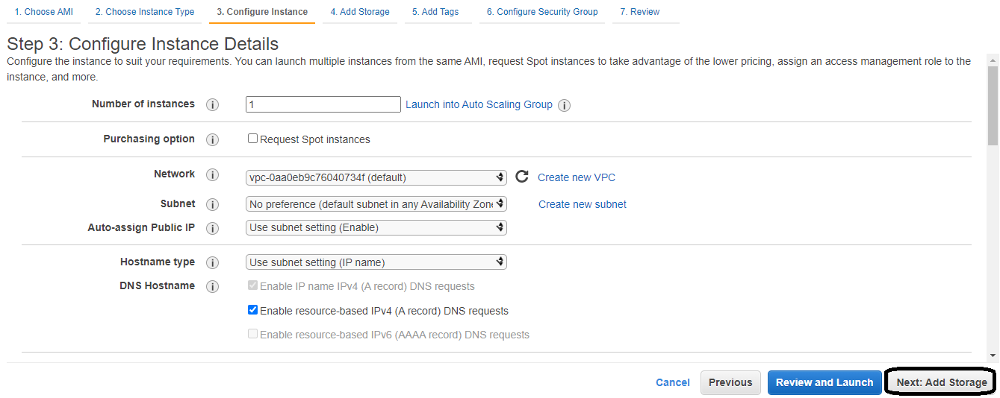 1. Choose AMI 2. Choose Instance Type 3. Configure Instance 4. Add Storage 5. Add Tags 6. Configure Security Group 7. Review
Step 3: Configure Instance Details
Configure the instance to suit your requirements. You can launch multiple instances from the same AMI, request Spot instances to take advantage of the lower pricing, assign an access management role to the
instance, and more.
Number of instances i 1 Launch into Auto Scaling Group i
Purchasing option i Request Spot instances
Network i vpc-0aa0eb9c76040734f (default) Create new VPC
Subnet i No preference (default subnet in any Availability Zone Create new subnet
Auto-assign Public IP i Use subnet setting (Enable)
Hostname type i Use subnet setting (IP name)
DNS Hostname i Enable IP name IPv4 (A record) DNS requests
Enable resource-based IPv4 (A record) DNS requests
Enable resource-based IPv6 (AAAA record) DNS requests
Cancel Previous Review and Launch Next: Add Storage